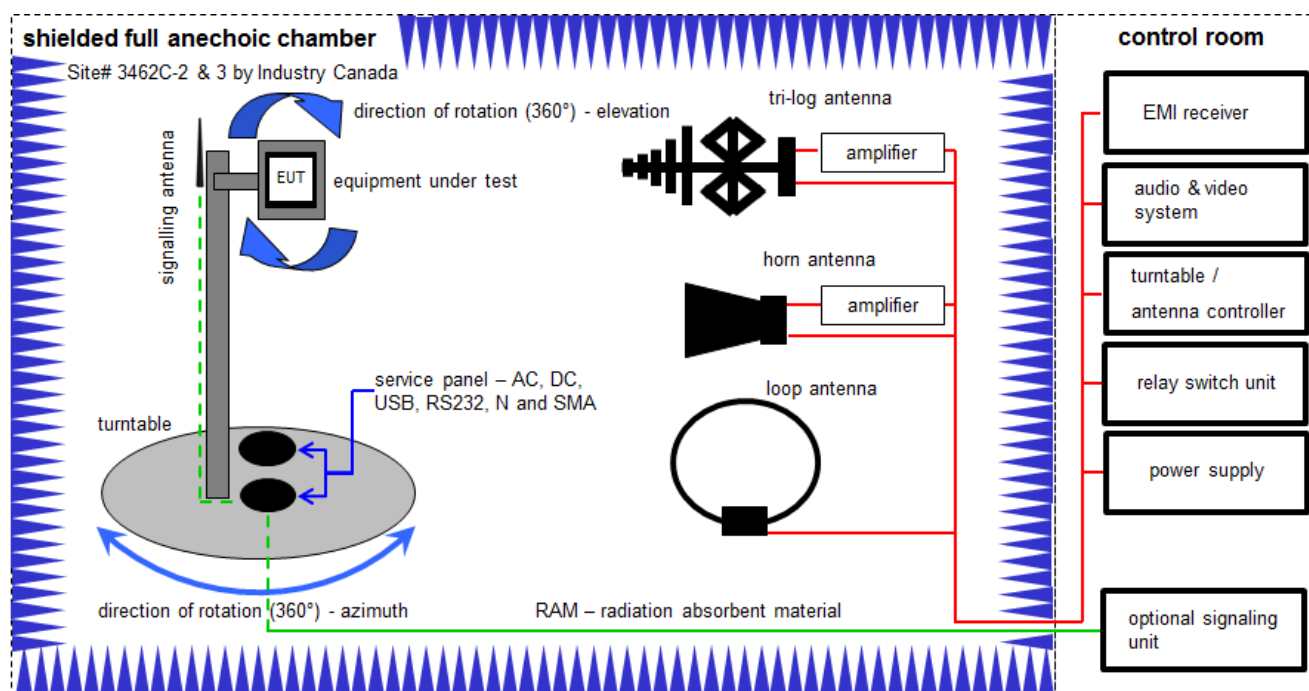 shielded full anechoic chamber
Site# 3462C-2 & 3 by Industry Canada
direction of rotation (360°) - elevation
signalling antenna
EUT
equipment under test
tri-log antenna
amplifier
horn antenna
amplifier
service panel – AC, DC,
USB, RS232, N and SMA
loop antenna
turntable
direction of rotation (360°) - azimuth
RAM – radiation absorbent material
control room
EMI receiver
audio & video
system
turntable /
antenna controller
relay switch unit
power supply
optional signaling
unit